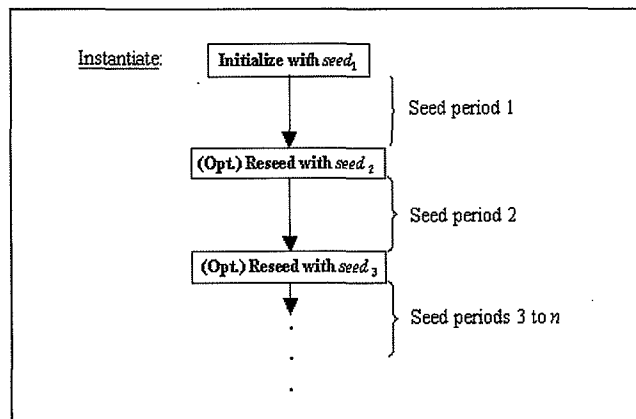 Instantiate: Initialize with seed1
Seed period 1
(Opt.) Reseed with seed2
Seed period 2
(Opt.) Reseed with seed3
Seed periods 3 to n